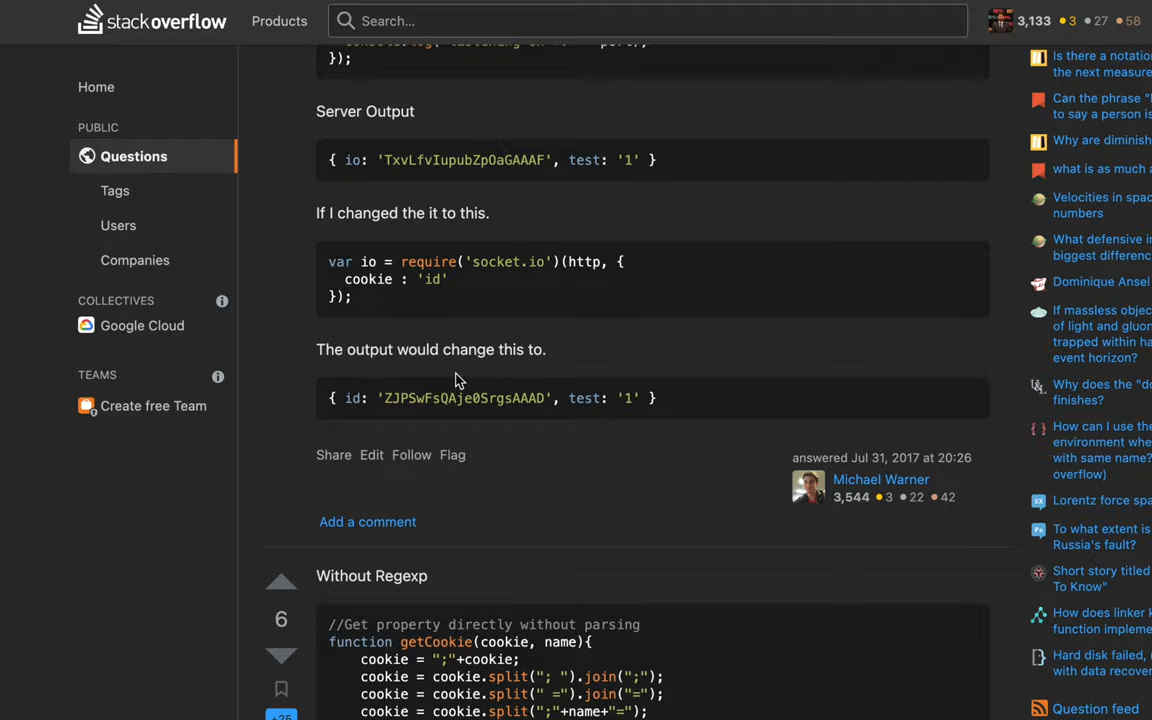 stackoverflow
Products
Search...
3,133 3 27 58
});
Home
PUBLIC
Questions
Tags
Users
Companies
COLLECTIVES
Google Cloud
TEAMS
Create free Team
Server Output
{ io: 'TxvLfvIupubZpOaGAAAF', test: '1' }
If I changed the it to this.
var io = require('socket.io')(http, {
cookie : 'id'
});
The output would change this to.
{ id: 'ZJPSwFsQAje0SrgsAAAD', test: '1' }
Share Edit Follow Flag
answered Jul 31, 2017 at 20:26
Michael Warner
3,544 3 22 42
Add a comment
6
+25
Without Regexp
//Get property directly without parsing
function getCookie(cookie, name){
cookie = ";"+cookie;
cookie = cookie.split("; ").join(";");
cookie = cookie.split(" =").join("=");
cookie = cookie.split(";"+name+"=");
Is there a notatio
the next measure
Can the phrase "
to say a person is
Why are diminish
what is as much a
Velocities in spac
numbers
What defensive i
biggest differenc
Dominique Ansel
If massless objec
of light and gluon
trapped within ha
event horizon?
Why does the "do
finishes?
How can I use the
environment whe
with same name?
overflow)
Lorentz force spa
To what extent is
Russia's fault?
Short story titled
To Know"
How does linker
function impleme
Hard disk failed,
with data recover
Question feed